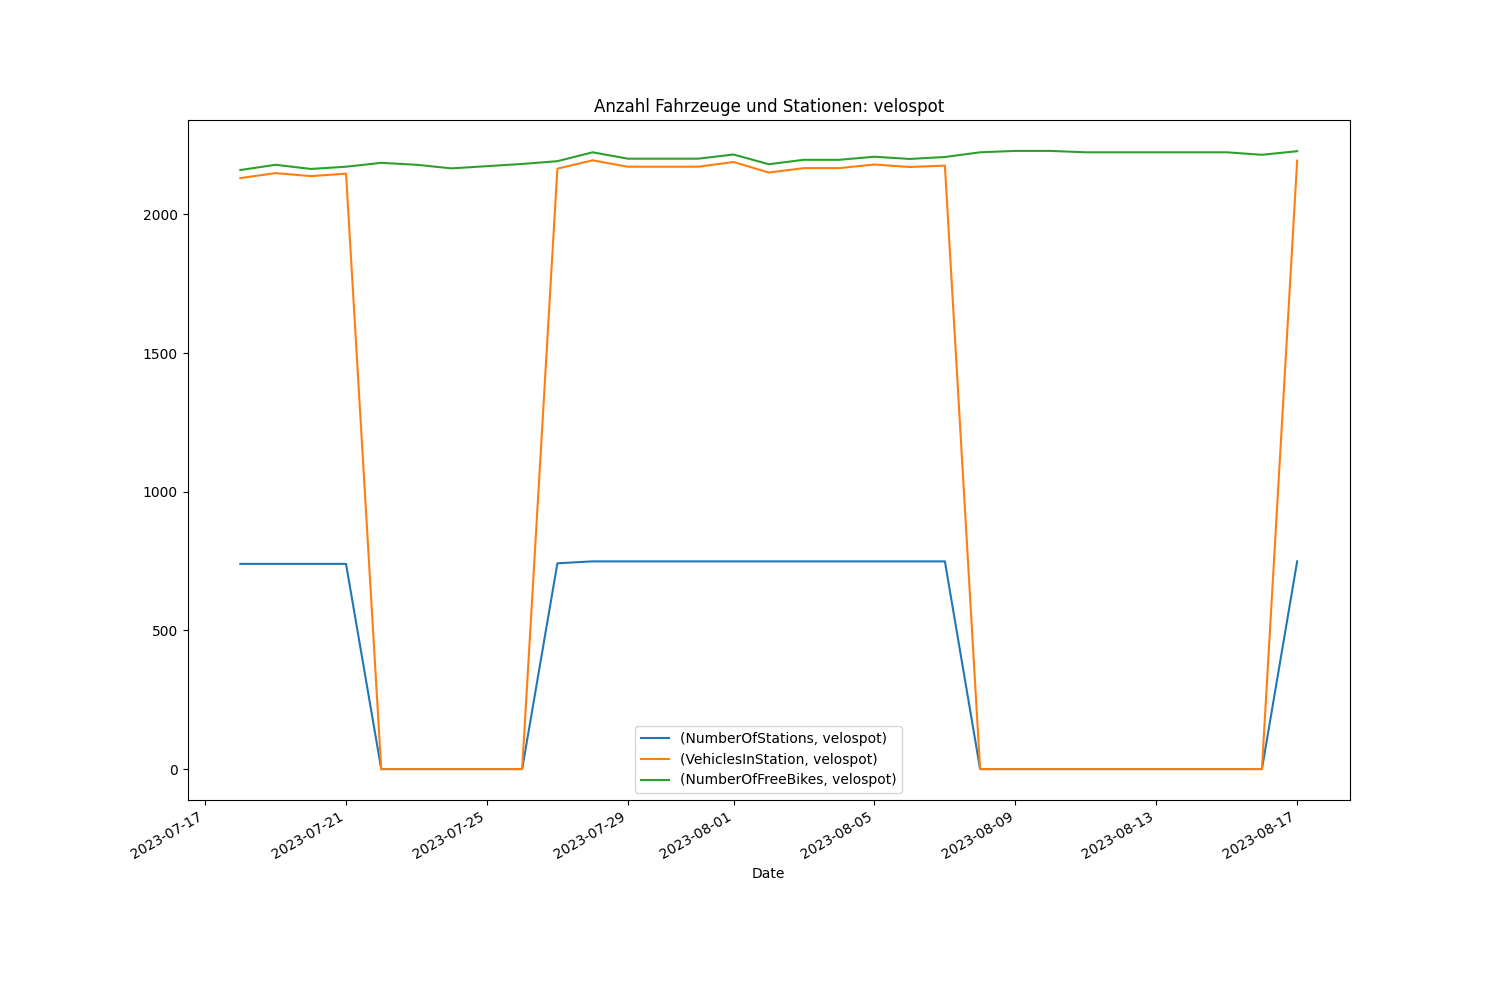 Anzahl Fahrzeuge und Stationen: velospot
2000
1500
1000
500
0
(NumberOfStations, velospot)
(VehiclesInStation, velospot)
(NumberOfFreeBikes, velospot)
2023-07-17
2023-07-21
2023-07-25
2023-07-29
2023-08-01
2023-08-05
2023-08-09
2023-08-13
2023-08-17
Date